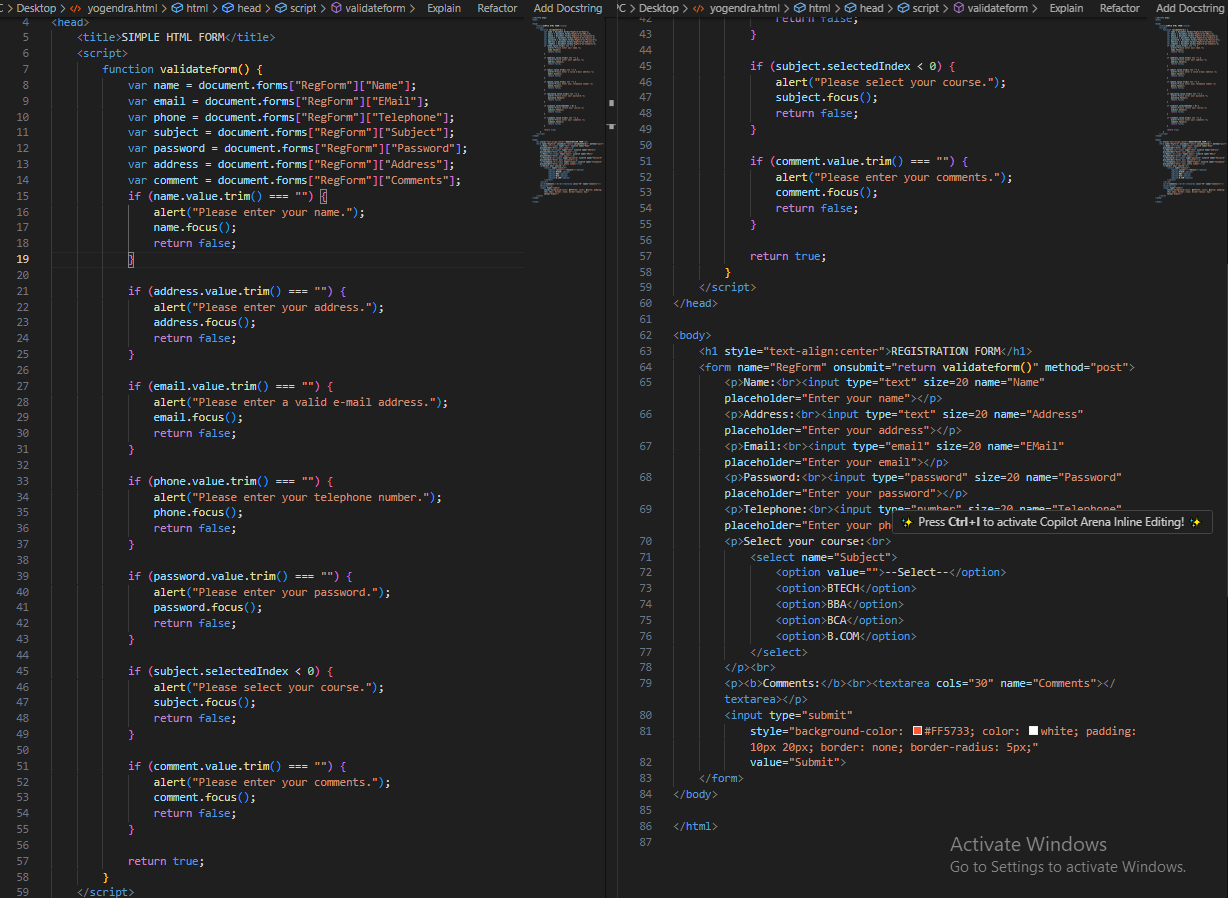 Desktop > yogendra.html > html > head > script > validateform > Explain Refactor Add Docstring
4 <head>
5 <title>SIMPLE HTML FORM</title>
6 <script>
7 function validateform() {
8 var name = document.forms["RegForm"]["Name"];
9 var email = document.forms["RegForm"]["EMail"];
10 var phone = document.forms["RegForm"]["Telephone"];
11 var subject = document.forms["RegForm"]["Subject"];
12 var password = document.forms["RegForm"]["Password"];
13 var address = document.forms["RegForm"]["Address"];
14 var comment = document.forms["RegForm"]["Comments"];
15 if (name.value.trim() === "") {
16 alert("Please enter your name.");
17 name.focus();
18 return false;
19 }
20
21 if (address.value.trim() === "") {
22 alert("Please enter your address.");
23 address.focus();
24 return false;
25 }
26
27 if (email.value.trim() === "") {
28 alert("Please enter a valid e-mail address.");
29 email.focus();
30 return false;
31 }
32
33 if (phone.value.trim() === "") {
34 alert("Please enter your telephone number.");
35 phone.focus();
36 return false;
37 }
38
39 if (password.value.trim() === "") {
40 alert("Please enter your password.");
41 password.focus();
42 return false;
43 }
44
45 if (subject.selectedIndex < 0) {
46 alert("Please select your course.");
47 subject.focus();
48 return false;
49 }
50
51 if (comment.value.trim() === "") {
52 alert("Please enter your comments.");
53 comment.focus();
54 return false;
55 }
56
57 return true;
58 }
59 </script>
PC > Desktop > yogendra.html > html > head > script > validateform > Explain Refactor Add Docstring
42 return false;
43 }
44
45 if (subject.selectedIndex < 0) {
46 alert("Please select your course.");
47 subject.focus();
48 return false;
49 }
50
51 if (comment.value.trim() === "") {
52 alert("Please enter your comments.");
53 comment.focus();
54 return false;
55 }
56
57 return true;
58 }
59 </script>
60 </head>
61
62 <body>
63 <h1 style="text-align:center">REGISTRATION FORM</h1>
64 <form name="RegForm" onsubmit="return validateform()" method="post">
65 <p>Name:<br><input type="text" size=20 name="Name"
placeholder="Enter your name"></p>
66 <p>Address:<br><input type="text" size=20 name="Address"
placeholder="Enter your address"></p>
67 <p>Email:<br><input type="email" size=20 name="EMail"
placeholder="Enter your email"></p>
68 <p>Password:<br><input type="password" size=20 name="Password"
placeholder="Enter your password"></p>
69 <p>Telephone:<br><input type="number" size=20 name="Telephone"
placeholder="Enter your ph
Press Ctrl+I to activate Copilot Arena Inline Editing!
70 <p>Select your course:<br>
71 <select name="Subject">
72 <option value="">--Select--</option>
73 <option>BTECH</option>
74 <option>BBA</option>
75 <option>BCA</option>
76 <option>B.COM</option>
77 </select>
78 </p><br>
79 <p><b>Comments:</b><br><textarea cols="30" name="Comments"></
textarea></p>
80 <input type="submit"
81 style="background-color: #FF5733; color: white; padding:
10px 20px; border: none; border-radius: 5px;"
82 value="Submit">
83 </form>
84 </body>
85
86 </html>
87
Activate Windows
Go to Settings to activate Windows.